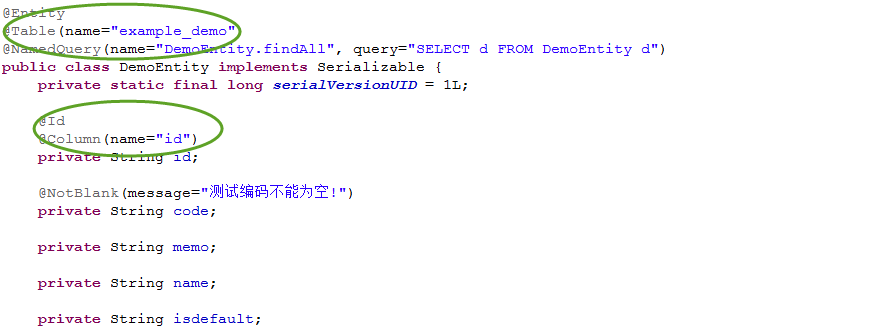 @Entity
@Table(name="example_demo")
@NamedQuery(name="DemoEntity.findAll", query="SELECT d FROM DemoEntity d")
public class DemoEntity implements Serializable {
private static final long serialVersionUID = 1L;
@Id
@Column(name="id")
private String id;
@NotBlank(message="测试编码不能为空!")
private String code;
private String memo;
private String name;
private String isdefault;